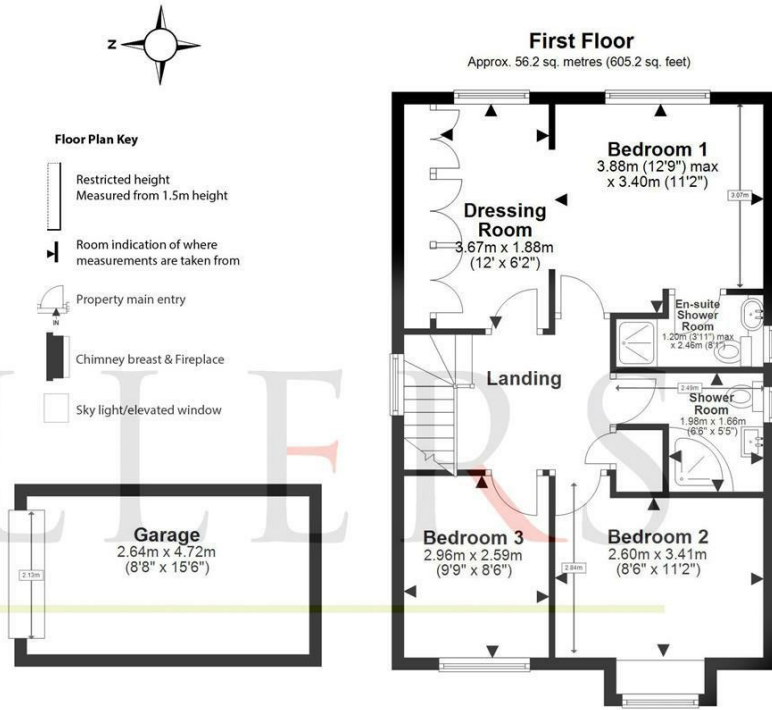 First Floor
Approx. 56.2 sq. metres (605.2 sq. feet)
N
Floor Plan Key
Restricted height
Measured from 1.5m height
Room indication of where
measurements are taken from
Property main entry
IN
Chimney breast & Fireplace
Sky light/elevated window
Bedroom 1
3.88m (12'9") max
x 3.40m (11'2")
3.67m
Dressing
Room
3.67m x 1.88m
(12' x 6'2")
En-suite
Shower
Room
1.20m (3'11") max
x 2.46m (8'1")
Landing
2.49m
Shower
Room
1.98m x 1.66m
(6'6" x 5'5")
Garage
2.64m x 4.72m
(8'8" x 15'6")
2.13m
Bedroom 3
2.96m x 2.59m
(9'9" x 8'6")
Bedroom 2
2.60m x 3.41m
(8'6" x 11'2")
2.84m
LLERS